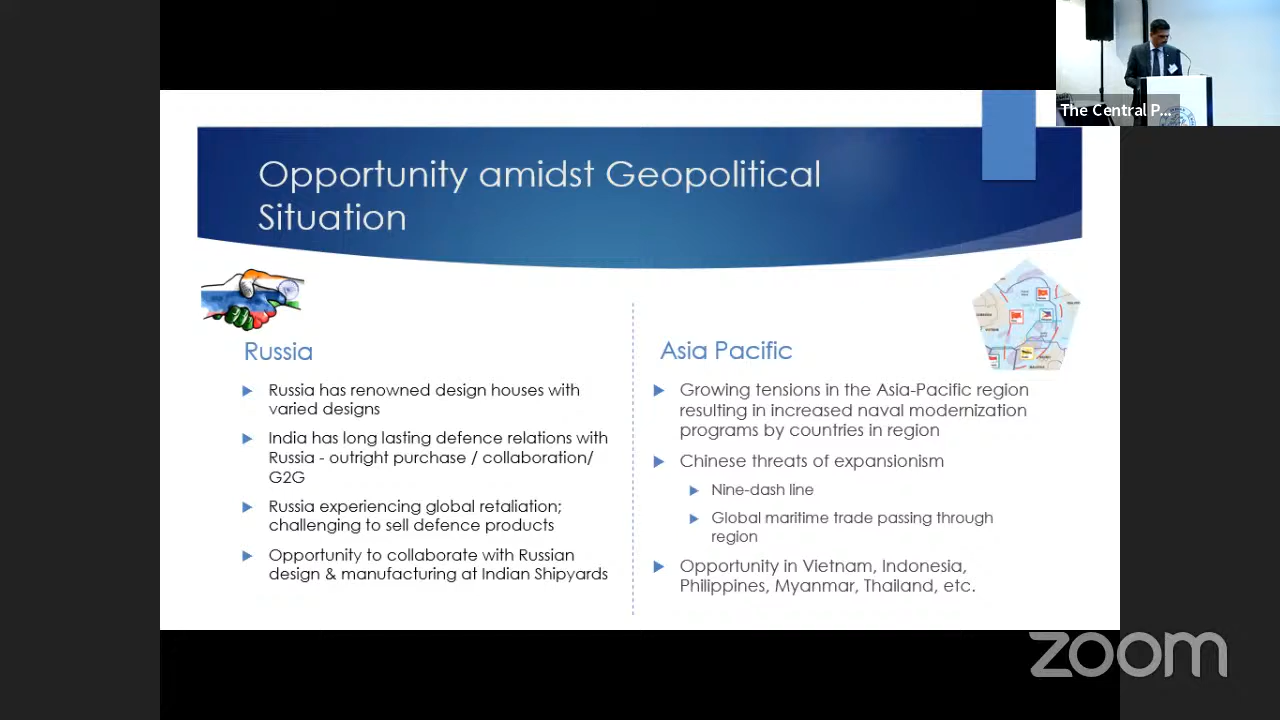 The Central P...
Opportunity amidst Geopolitical
Situation
Russia
Russia has renowned design houses with
varied designs
India has long lasting defence relations with
Russia - outright purchase / collaboration/
G2G
Russia experiencing global retaliation;
challenging to sell defence products
Opportunity to collaborate with Russian
design & manufacturing at Indian Shipyards
Asia Pacific
Growing tensions in the Asia-Pacific region
resulting in increased naval modernization
programs by countries in region
Chinese threats of expansionism
Nine-dash line
Global maritime trade passing through
region
Opportunity in Vietnam, Indonesia,
Philippines, Myanmar, Thailand, etc.
zoom